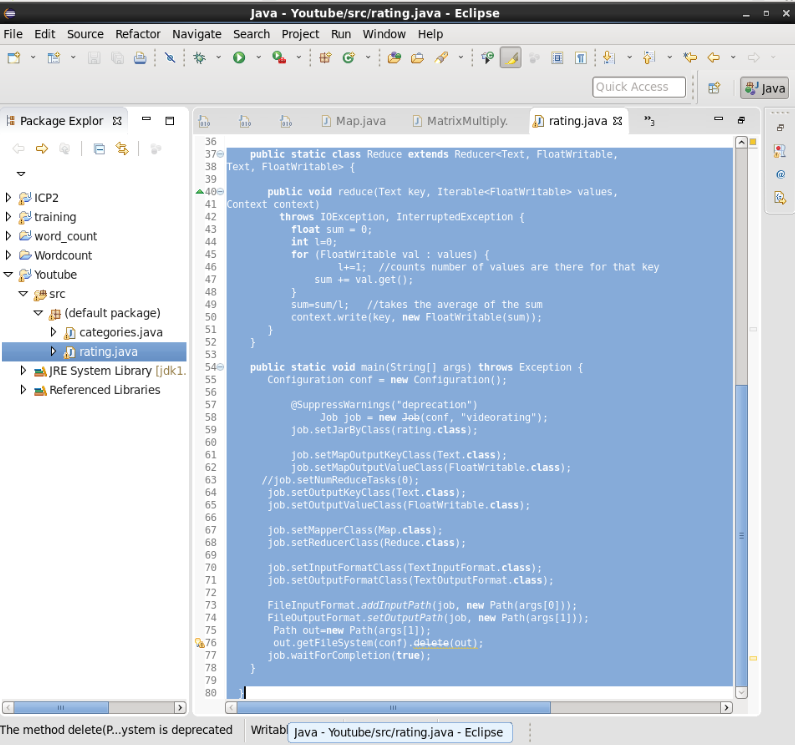 Java - Youtube/src/rating.java - Eclipse
File Edit Source Refactor Navigate Search Project Run Window Help
Quick Access
Java
Package Explor
Map.java
MatrixMultiply.
rating.java
»3
ICP2
training
word_count
Wordcount
Youtube
src
(default package)
categories.java
rating.java
JRE System Library [jdk1.
Referenced Libraries
36
37 public static class Reduce extends Reducer<Text, FloatWritable,
38 Text, FloatWritable> {
39
40 public void reduce(Text key, Iterable<FloatWritable> values,
41 Context context)
42 throws IOException, InterruptedException {
43 float sum = 0;
44 int l=0;
45 for (FloatWritable val : values) {
46 l+=1; //counts number of values are there for that key
47 sum += val.get();
48 }
49 sum=sum/l; //takes the average of the sum
50 context.write(key, new FloatWritable(sum));
51 }
52 }
53
54 public static void main(String[] args) throws Exception {
55 Configuration conf = new Configuration();
56
57 @SuppressWarnings("deprecation")
58 Job job = new Job(conf, "videorating");
59 job.setJarByClass(rating.class);
60
61 job.setMapOutputKeyClass(Text.class);
62 job.setMapOutputValueClass(FloatWritable.class);
63 //job.setNumReduceTasks(0);
64 job.setOutputKeyClass(Text.class);
65 job.setOutputValueClass(FloatWritable.class);
66
67 job.setMapperClass(Map.class);
68 job.setReducerClass(Reduce.class);
69
70 job.setInputFormatClass(TextInputFormat.class);
71 job.setOutputFormatClass(TextOutputFormat.class);
72
73 FileInputFormat.addInputPath(job, new Path(args[0]));
74 FileOutputFormat.setOutputPath(job, new Path(args[1]));
75 Path out=new Path(args[1]);
76 out.getFileSystem(conf).delete(out);
77 job.waitForCompletion(true);
78 }
79
80 }
The method delete(P...ystem is deprecated
Writabl
Java - Youtube/src/rating.java - Eclipse